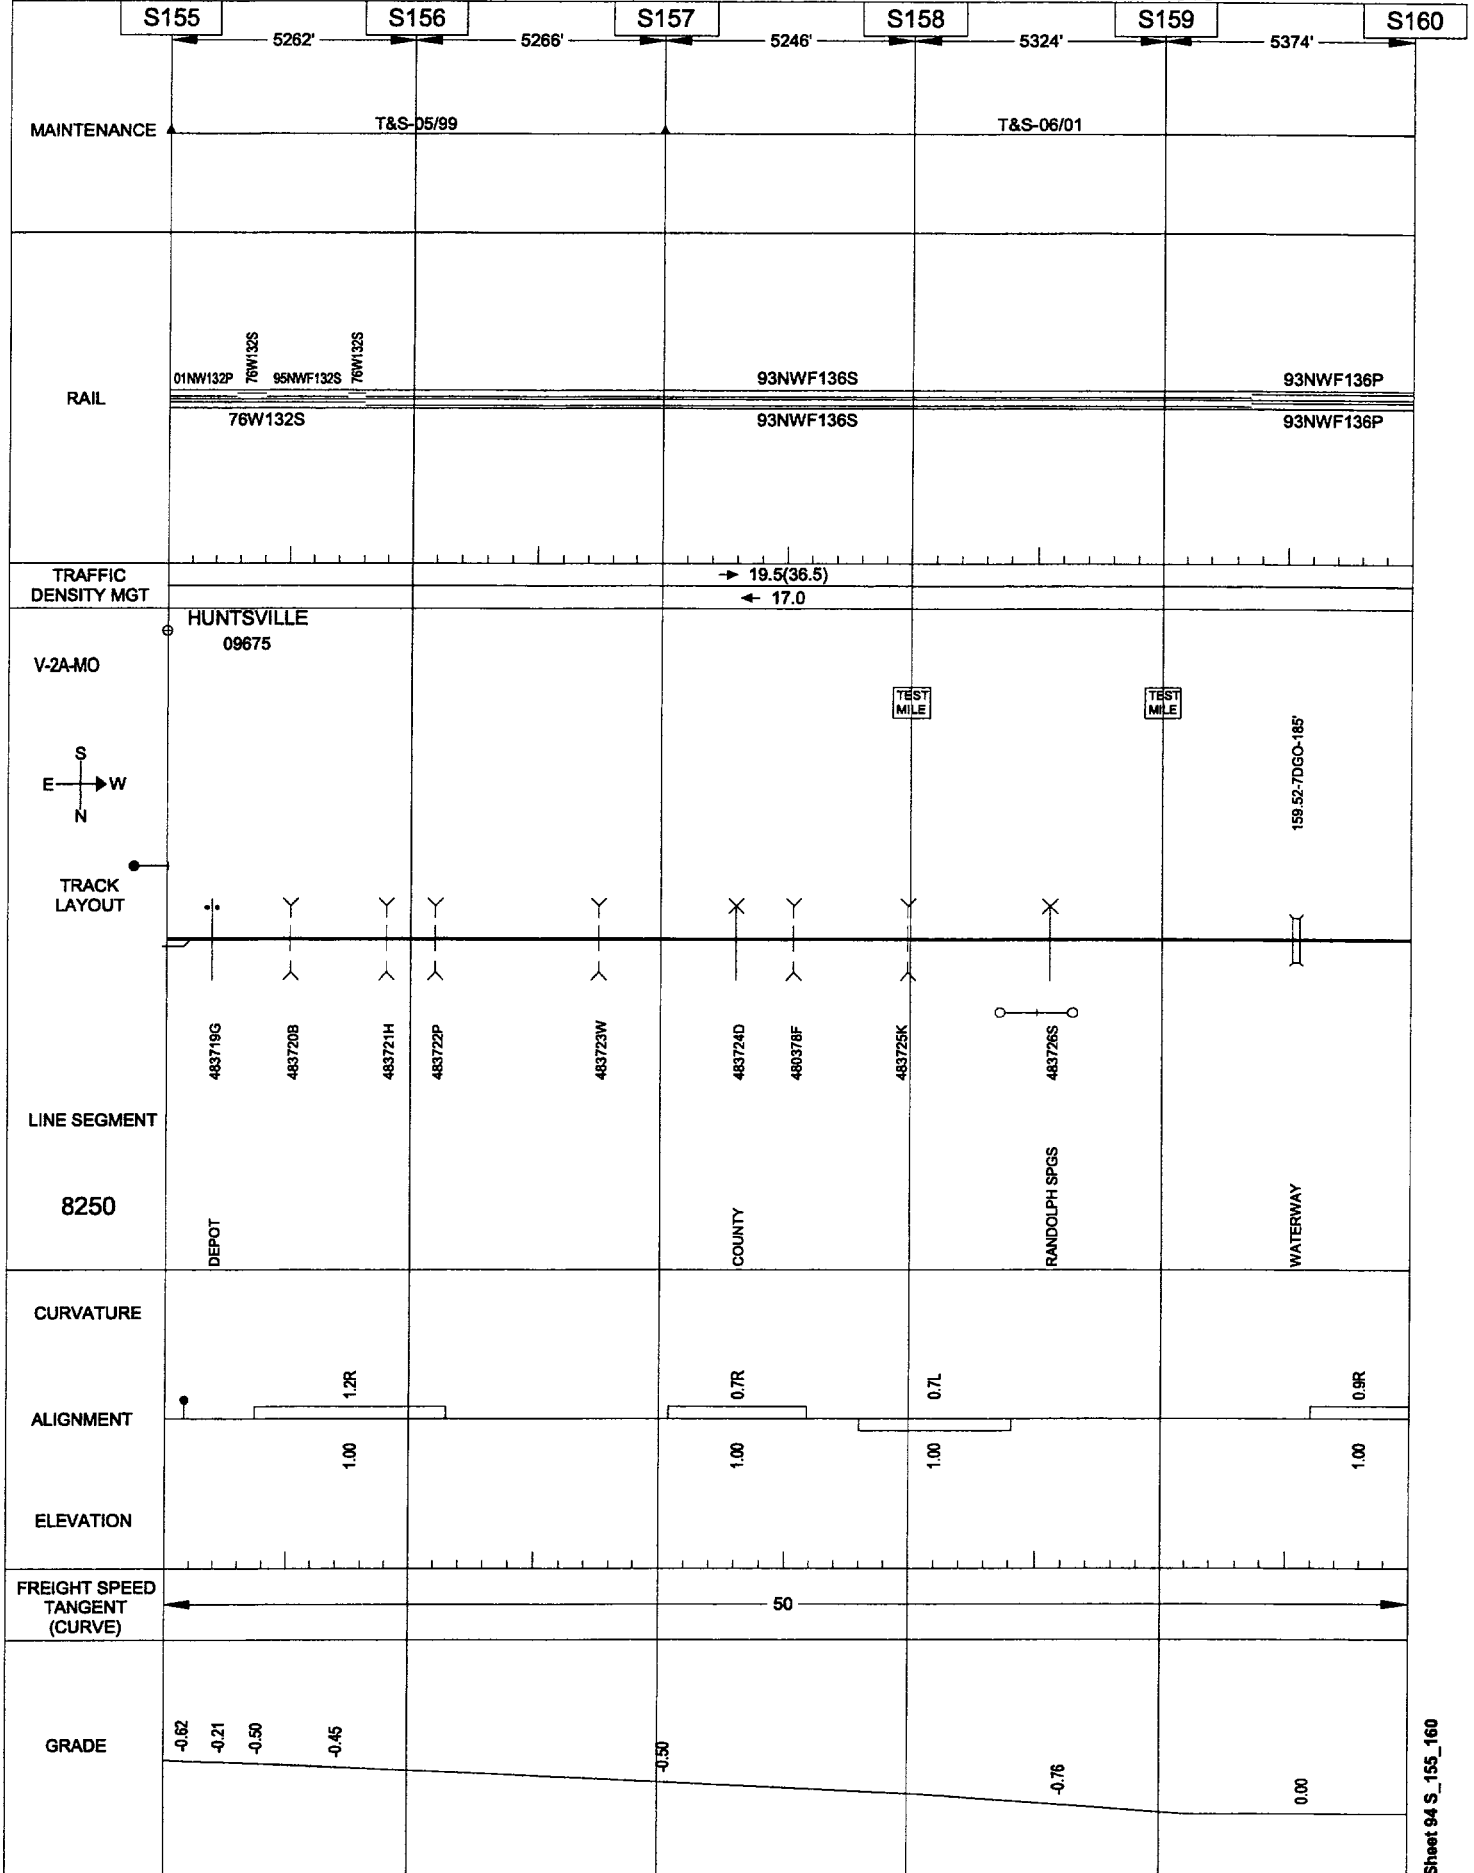 S155 S156 S157 S158 S159 S160
5262' 5266' 5246' 5324' 5374'
MAINTENANCE T&S-05/99 T&S-06/01
76W132S 76W132S
01NW132P 95NWF132S 93NWF136S 93NWF136P
RAIL
76W132S 93NWF136S 93NWF136P
TRAFFIC
DENSITY MGT
→ 19.5(36.5)
← 17.0
HUNTSVILLE
09675
V-2A-MO
TEST
MILE
TEST
MILE
159.52-7DGO-185'
S
E W
N
TRACK
LAYOUT
483719G 483720B 483721H 483722P 483723W 483724D 480378F 483725K 483726S
LINE SEGMENT
8250
DEPOT COUNTY RANDOLPH SPGS WATERWAY
CURVATURE
1.2R 0.7R 0.7L 0.9R
ALIGNMENT
1.00 1.00 1.00 1.00
ELEVATION
FREIGHT SPEED
TANGENT
(CURVE)
50
GRADE
-0.62 -0.21 -0.50 -0.45 -0.50 -0.76 0.00
Sheet 94 S_155_160